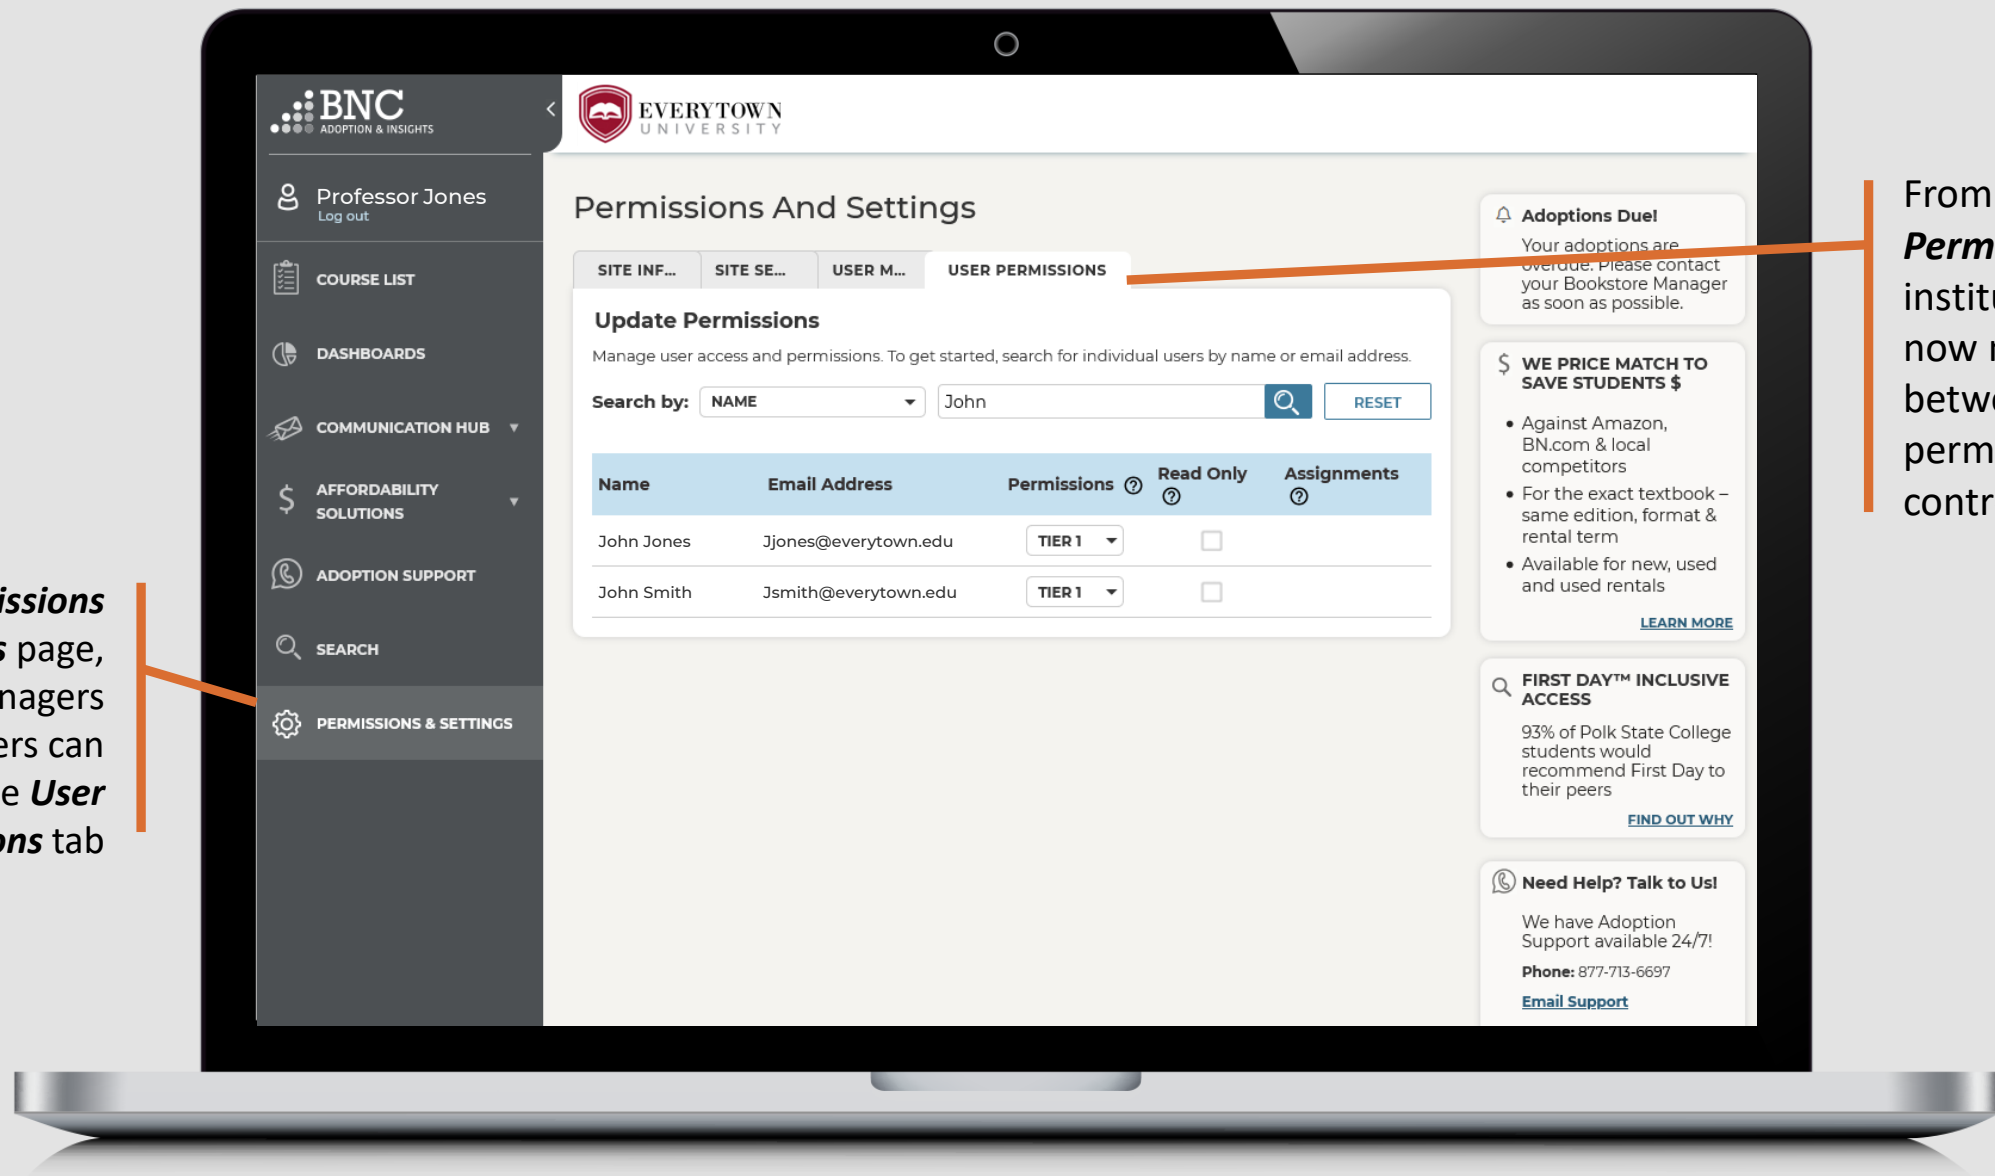 BNC
ADOPTION & INSIGHTS
EVERYTOWN
UNIVERSITY
Professor Jones
Log out
COURSE LIST
DASHBOARDS
COMMUNICATION HUB
AFFORDABILITY
SOLUTIONS
ADOPTION SUPPORT
SEARCH
PERMISSIONS & SETTINGS
Permissions And Settings
SITE INF...
SITE SE...
USER M...
USER PERMISSIONS
Update Permissions
Manage user access and permissions. To get started, search for individual users by name or email address.
Search by: NAME John RESET
Name Email Address Permissions Read Only Assignments
John Jones Jjones@everytown.edu TIER 1
John Smith Jsmith@everytown.edu TIER 1
Adoptions Due!
Your adoptions are
overdue. Please contact
your Bookstore Manager
as soon as possible.
$ WE PRICE MATCH TO
SAVE STUDENTS $
• Against Amazon,
BN.com & local
competitors
• For the exact textbook –
same edition, format &
rental term
• Available for new, used
and used rentals
LEARN MORE
FIRST DAY™ INCLUSIVE
ACCESS
93% of Polk State College
students would
recommend First Day to
their peers
FIND OUT WHY
Need Help? Talk to Us!
We have Adoption
Support available 24/7!
Phone: 877-713-6697
Email Support
issions
s page,
nagers
ers can
e User
ons tab
From
Perm
instit
now
betw
perm
contr